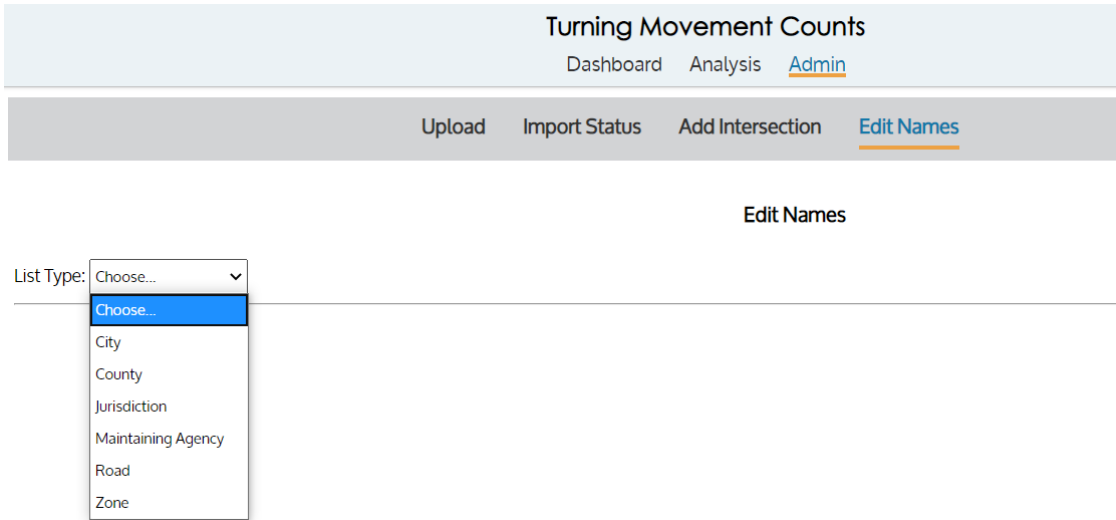 Turning Movement Counts
Dashboard Analysis Admin
Upload Import Status Add Intersection Edit Names
Edit Names
List Type: Choose...
Choose...
City
County
Jurisdiction
Maintaining Agency
Road
Zone